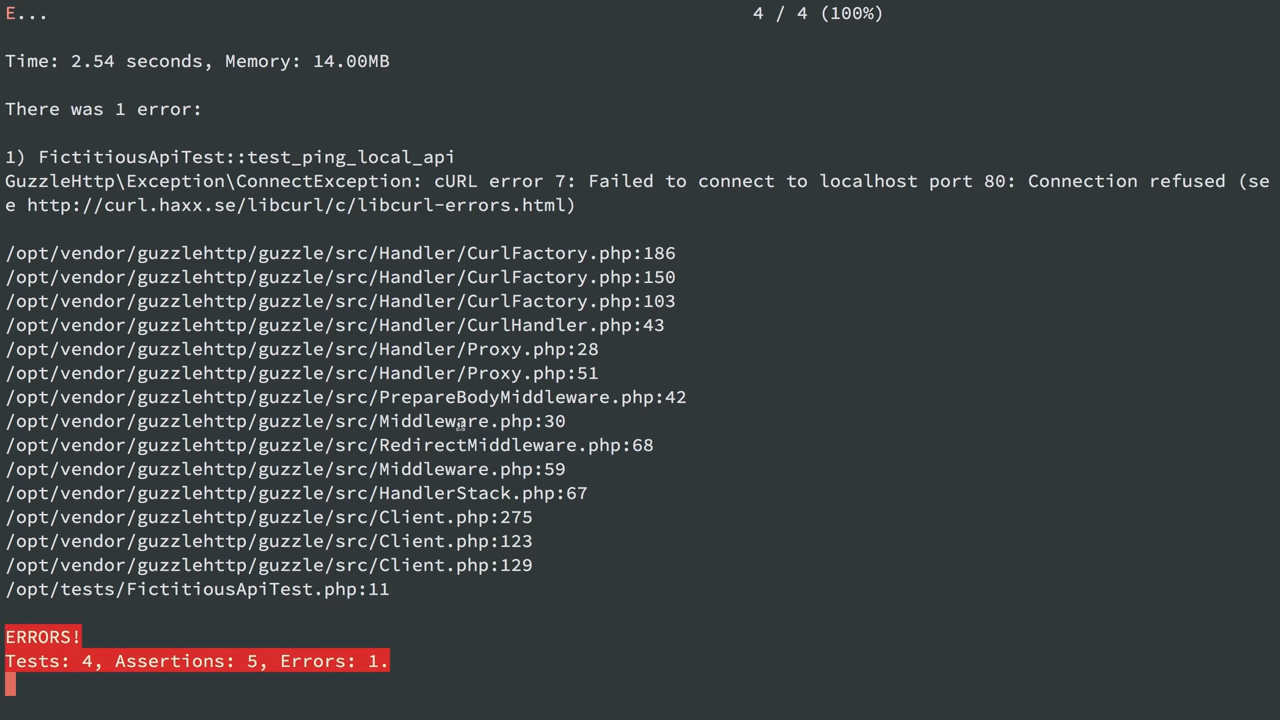 E... 4 / 4 (100%)
Time: 2.54 seconds, Memory: 14.00MB
There was 1 error:
1) FictitiousApiTest::test_ping_local_api
GuzzleHttp\Exception\ConnectException: cURL error 7: Failed to connect to localhost port 80: Connection refused (se
e http://curl.haxx.se/libcurl/c/libcurl-errors.html)
/opt/vendor/guzzlehttp/guzzle/src/Handler/CurlFactory.php:186
/opt/vendor/guzzlehttp/guzzle/src/Handler/CurlFactory.php:150
/opt/vendor/guzzlehttp/guzzle/src/Handler/CurlFactory.php:103
/opt/vendor/guzzlehttp/guzzle/src/Handler/CurlHandler.php:43
/opt/vendor/guzzlehttp/guzzle/src/Handler/Proxy.php:28
/opt/vendor/guzzlehttp/guzzle/src/Handler/Proxy.php:51
/opt/vendor/guzzlehttp/guzzle/src/PrepareBodyMiddleware.php:42
/opt/vendor/guzzlehttp/guzzle/src/Middleware.php:30
/opt/vendor/guzzlehttp/guzzle/src/RedirectMiddleware.php:68
/opt/vendor/guzzlehttp/guzzle/src/Middleware.php:59
/opt/vendor/guzzlehttp/guzzle/src/HandlerStack.php:67
/opt/vendor/guzzlehttp/guzzle/src/Client.php:275
/opt/vendor/guzzlehttp/guzzle/src/Client.php:123
/opt/vendor/guzzlehttp/guzzle/src/Client.php:129
/opt/tests/FictitiousApiTest.php:11
ERRORS!
Tests: 4, Assertions: 5, Errors: 1.